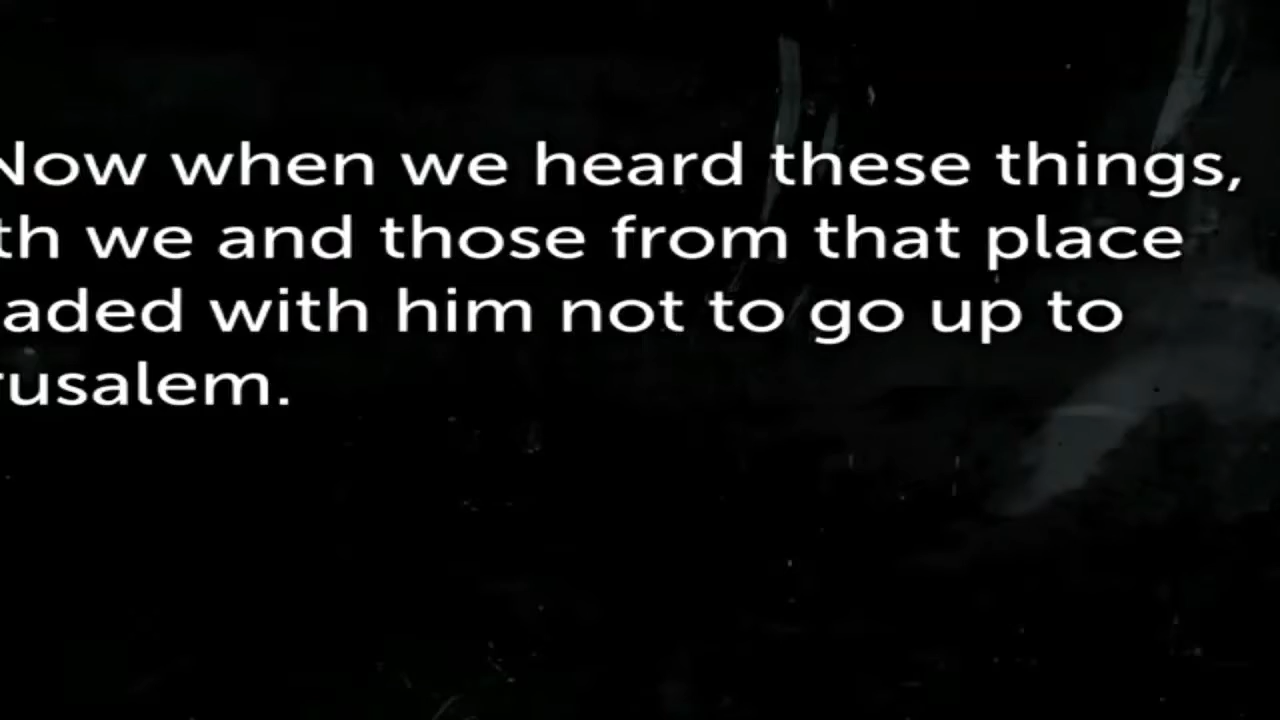 Now when we heard these things,
th we and those from that place
aded with him not to go up to
rusalem.